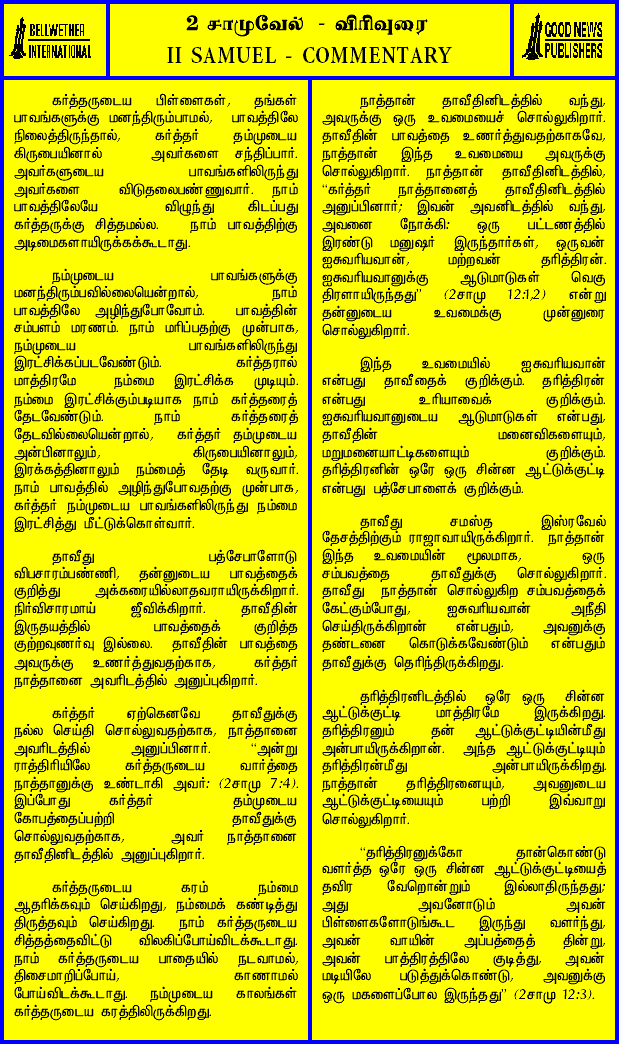 BELLWETHER
INTERNATIONAL
2 சாமுவேல் - விரிவுரை
II SAMUEL - COMMENTARY
GOOD NEWS
PUBLISHERS
கர்த்தருடைய பிள்ளைகள், தங்கள்
பாவங்களுக்கு மனந்திரும்பாமல், பாவத்திலே
நிலைத்திருந்தால், கர்த்தர் தம்முடைய
கிருபையினால் அவர்களை சந்திப்பார்.
அவர்களுடைய பாவங்களிலிருந்து
அவர்களை விடுதலைபண்ணுவார். நாம்
பாவத்திலேயே விழுந்து கிடப்பது
கர்த்தருக்கு சித்தமல்ல. நாம் பாவத்திற்கு
அடிமைகளாயிருக்கக்கூடாது.
நம்முடைய பாவங்களுக்கு
மனந்திரும்பவில்லையென்றால், நாம்
பாவத்திலே அழிந்துபோவோம். பாவத்தின்
சம்பளம் மரணம். நாம் மரிப்பதற்கு முன்பாக,
நம்முடைய பாவங்களிலிருந்து
இரட்சிக்கப்படவேண்டும். கர்த்தரால்
மாத்திரமே நம்மை இரட்சிக்க முடியும்.
நம்மை இரட்சிக்கும்படியாக நாம் கர்த்தரைத்
தேடவேண்டும். நாம் கர்த்தரைத்
தேடவில்லையென்றால், கர்த்தர் தம்முடைய
அன்பினாலும், கிருபையினாலும்,
இரக்கத்தினாலும் நம்மைத் தேடி வருவார்.
நாம் பாவத்தில் அழிந்துபோவதற்கு முன்பாக,
கர்த்தர் நம்முடைய பாவங்களிலிருந்து நம்மை
இரட்சித்து மீட்டுக்கொள்வார்.
தாவீது பத்சேபாளோடு
விபசாரம்பண்ணி, தன்னுடைய பாவத்தைக்
குறித்து அக்கரையில்லாதவராயிருக்கிறார்.
நிர்விசாரமாய் ஜீவிக்கிறார். தாவீதின்
இருதயத்தில் பாவத்தைக் குறித்த
குற்றவுணர்வு இல்லை. தாவீதின் பாவத்தை
அவருக்கு உணர்த்துவதற்காக, கர்த்தர்
நாத்தானை அவரிடத்தில் அனுப்புகிறார்.
கர்த்தர் ஏற்கெனவே தாவீதுக்கு
நல்ல செய்தி சொல்லுவதற்காக, நாத்தானை
அவரிடத்தில் அனுப்பினார். "அன்று
ராத்திரியிலே கர்த்தருடைய வார்த்தை
நாத்தானுக்கு உண்டாகி அவர்: (2சாமு 7:4).
இப்போது கர்த்தர் தம்முடைய
கோபத்தைப்பற்றி தாவீதுக்கு
சொல்லுவதற்காக, அவர் நாத்தானை
தாவீதினிடத்தில் அனுப்புகிறார்.
கர்த்தருடைய கரம் நம்மை
ஆதரிக்கவும் செய்கிறது, நம்மைக் கண்டித்து
திருத்தவும் செய்கிறது. நாம் கர்த்தருடைய
சித்தத்தைவிட்டு விலகிப்போய்விடக்கூடாது.
நாம் கர்த்தருடைய பாதையில் நடவாமல்,
திசைமாறிப்போய், காணாமல்
போய்விடக்கூடாது. நம்முடைய காலங்கள்
கர்த்தருடைய கரத்திலிருக்கிறது.
நாத்தான் தாவீதினிடத்தில் வந்து,
அவருக்கு ஒரு உவமையைச் சொல்லுகிறார்.
தாவீதின் பாவத்தை உணர்த்துவதற்காகவே,
நாத்தான் இந்த உவமையை அவருக்கு
சொல்லுகிறார். நாத்தான் தாவீதினிடத்தில்,
"கர்த்தர் நாத்தானைத் தாவீதினிடத்தில்
அனுப்பினார்; இவன் அவனிடத்தில் வந்து,
அவனை நோக்கி: ஒரு பட்டணத்தில்
இரண்டு மனுஷர் இருந்தார்கள், ஒருவன்
ஐசுவரியவான், மற்றவன் தரித்திரன்.
ஐசுவரியவானுக்கு ஆடுமாடுகள் வெகு
திரளாயிருந்தது" (2சாமு 12:1,2) என்று
தன்னுடைய உவமைக்கு முன்னுரை
சொல்லுகிறார்.
இந்த உவமையில் ஐசுவரியவான்
என்பது தாவீதைக் குறிக்கும். தரித்திரன்
என்பது உரியாவைக் குறிக்கும்.
ஐசுவரியவானுடைய ஆடுமாடுகள் என்பது,
தாவீதின் மனைவிகளையும்,
மறுமனையாட்டிகளையும் குறிக்கும்.
தரித்திரனின் ஒரே ஒரு சின்ன ஆட்டுக்குட்டி
என்பது பத்சேபாளைக் குறிக்கும்.
தாவீது சமஸ்த இஸ்ரவேல்
தேசத்திற்கும் ராஜாவாயிருக்கிறார். நாத்தான்
இந்த உவமையின் மூலமாக, ஒரு
சம்பவத்தை தாவீதுக்கு சொல்லுகிறார்.
தாவீது நாத்தான் சொல்லுகிற சம்பவத்தைக்
கேட்கும்போது, ஐசுவரியவான் அநீதி
செய்திருக்கிறான் என்பதும், அவனுக்கு
தண்டனை கொடுக்கவேண்டும் என்பதும்
தாவீதுக்கு தெரிந்திருக்கிறது.
தரித்திரனிடத்தில் ஒரே ஒரு சின்ன
ஆட்டுக்குட்டி மாத்திரமே இருக்கிறது.
தரித்திரனும் தன் ஆட்டுக்குட்டியின்மீது
அன்பாயிருக்கிறான். அந்த ஆட்டுக்குட்டியும்
தரித்திரன்மீது அன்பாயிருக்கிறது.
நாத்தான் தரித்திரனையும், அவனுடைய
ஆட்டுக்குட்டியையும் பற்றி இவ்வாறு
சொல்லுகிறார்.
"தரித்திரனுக்கோ தான்கொண்டு
வளர்த்த ஒரே ஒரு சின்ன ஆட்டுக்குட்டியைத்
தவிர வேறொன்றும் இல்லாதிருந்தது;
அது அவனோடும் அவன்
பிள்ளைகளோடுங்கூட இருந்து வளர்ந்து,
அவன் வாயின் அப்பத்தைத் தின்று,
அவன் பாத்திரத்திலே குடித்து, அவன்
மடியிலே படுத்துக்கொண்டு, அவனுக்கு
ஒரு மகளைப்போல இருந்தது" (2சாமு 12:3).